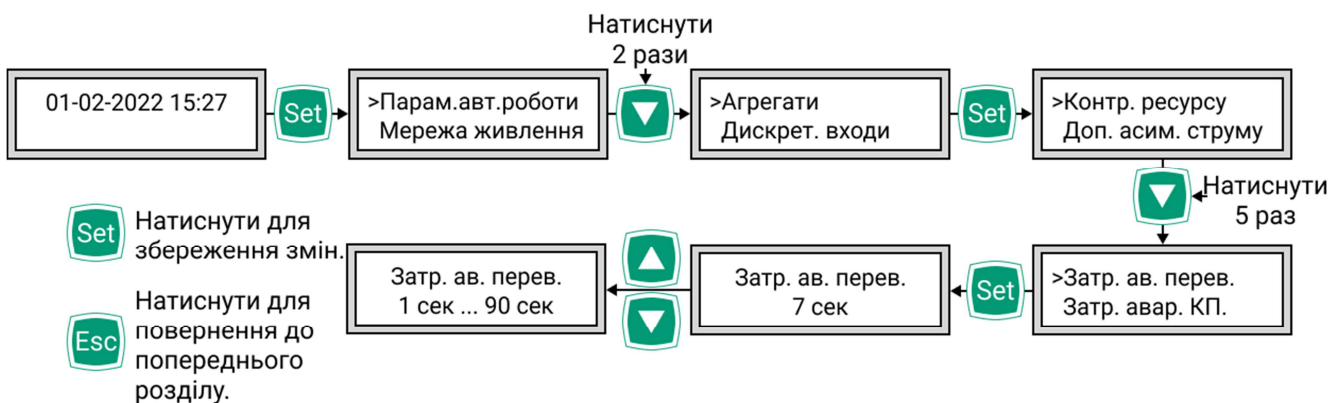 Натиснути
2 рази
01-02-2022 15:27
Set
>Парам.авт.роботи
Мережа живлення
>Агрегати
Дискрет. входи
Set
>Контр. ресурсу
Доп. асим. струму
Натиснути
5 раз
Set
Натиснути для
збереження змін.
Затр. ав. перев.
1 сек ... 90 сек
Затр. ав. перев.
7 сек
Set
>Затр. ав. перев.
Затр. авар. КП.
Esc
Натиснути для
повернення до
попереднього
розділу.